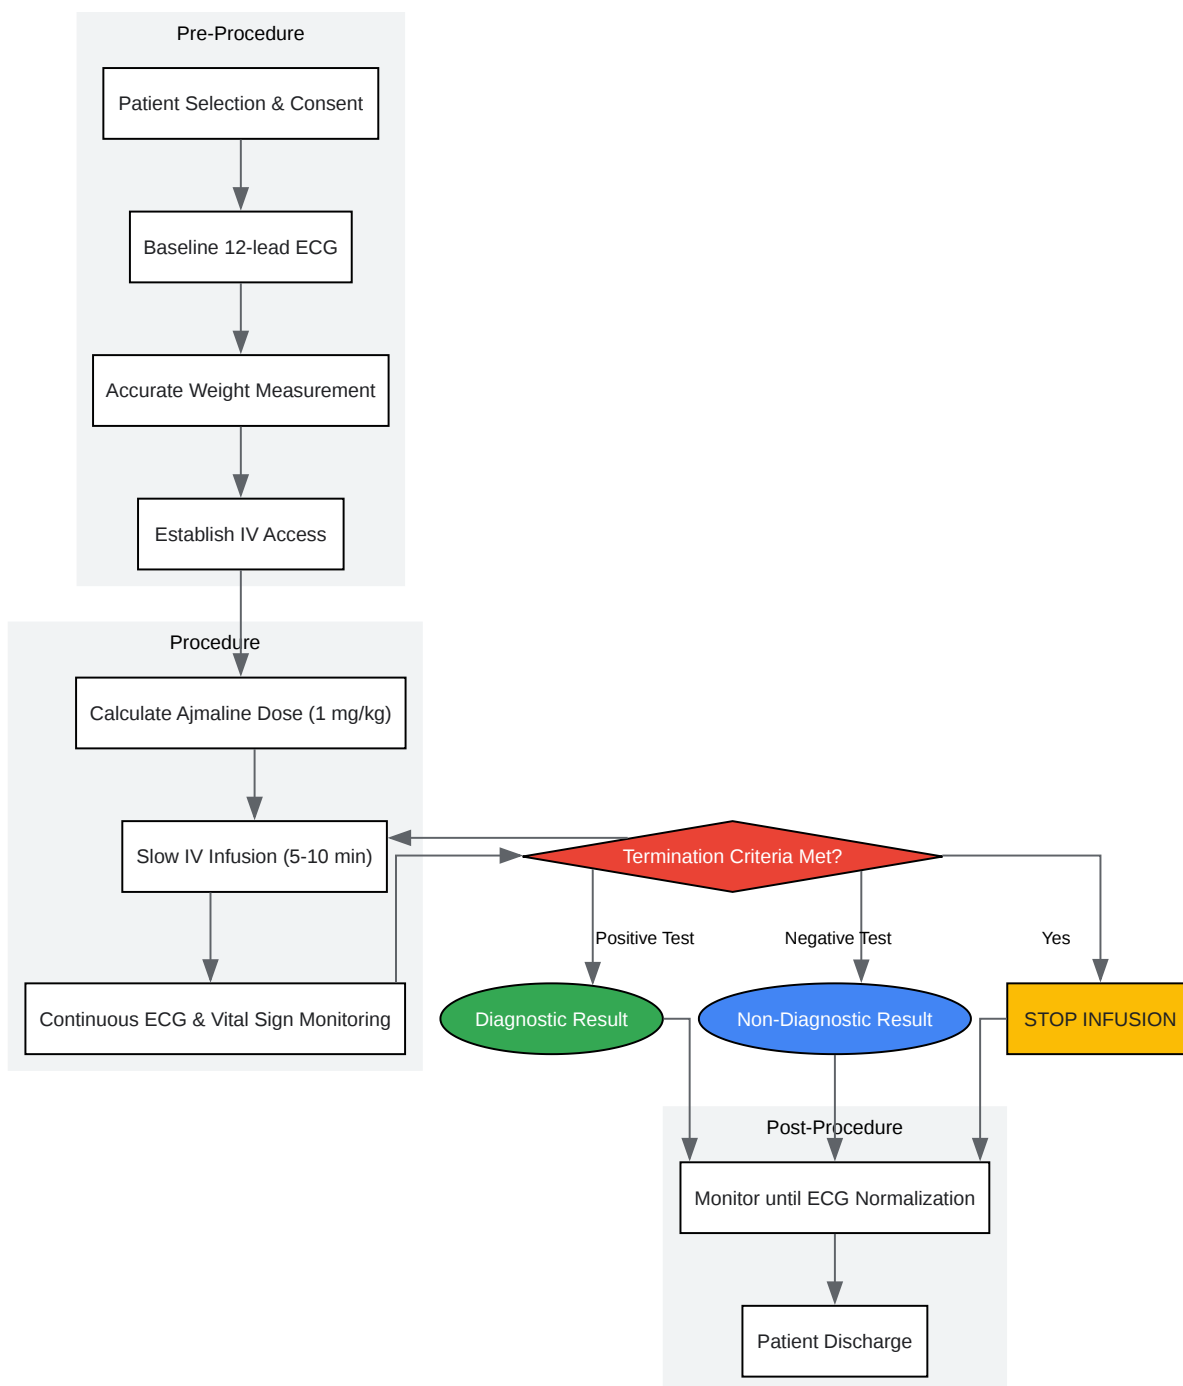 Pre-Procedure
Patient Selection & Consent
Baseline 12-lead ECG
Accurate Weight Measurement
Establish IV Access
Procedure
Calculate Ajmaline Dose (1 mg/kg)
Slow IV Infusion (5-10 min)
Termination Criteria Met?
Positive Test
Negative Test
Yes
Continuous ECG & Vital Sign Monitoring
Diagnostic Result
Non-Diagnostic Result
STOP INFUSION
Post-Procedure
Monitor until ECG Normalization
Patient Discharge